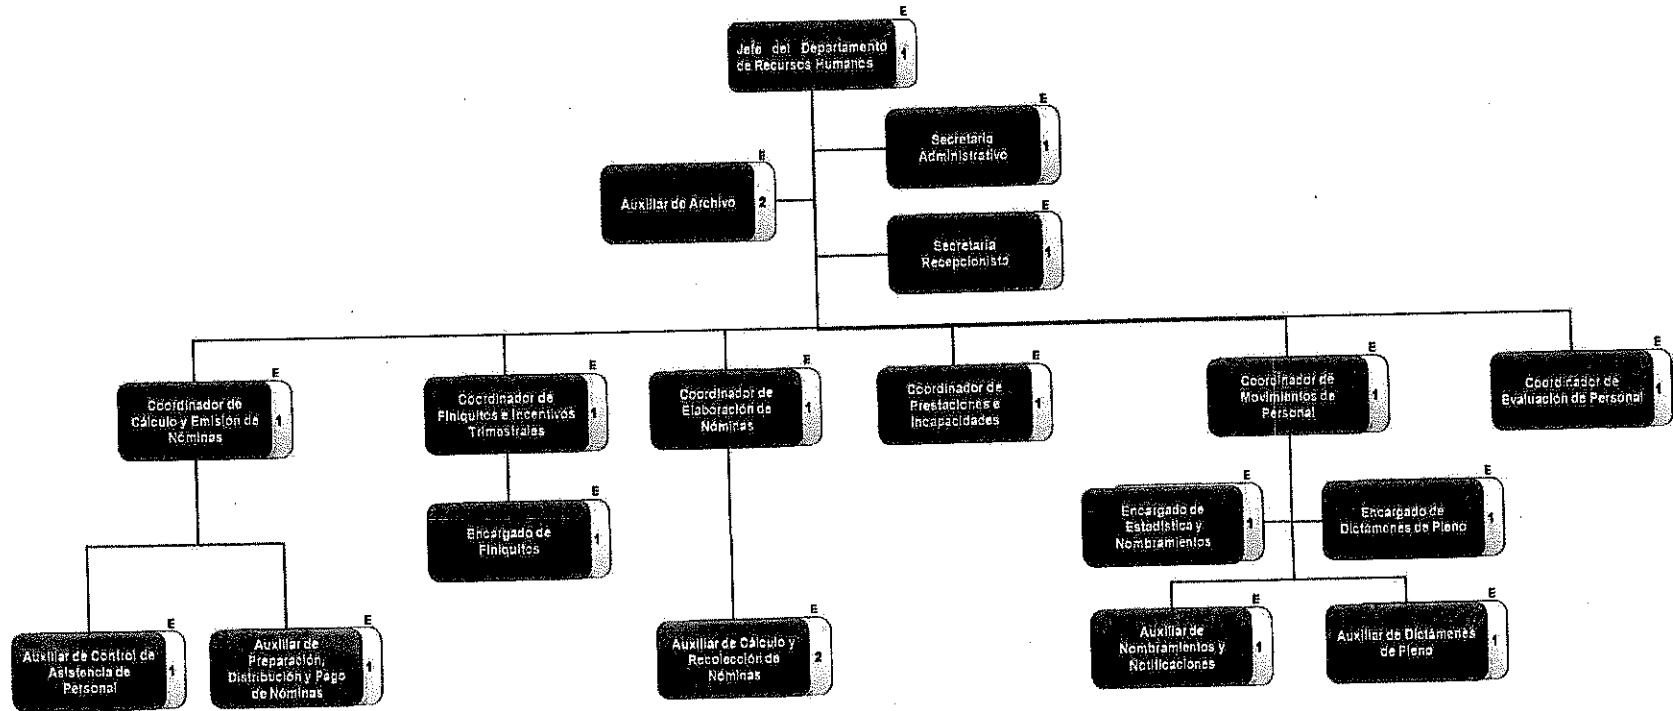 E
Jefe del Departamento
de Recursos Humanos
1
E
Secretaria
Administrativo
1
E
Auxiliar de Archivo
2
E
Secretaria
Recepcionista
1
E
Coordinador de
Cálculo y Emisión de
Nóminas
1
E
Coordinador de
Finiquitos e Incentivos
Trimestrales
1
E
Coordinador de
Elaboración de
Nóminas
1
E
Coordinador de
Prestaciones e
Incapacidades
1
E
Coordinador de
Movimientos de
Personal
1
E
Coordinador de
Evaluación de Personal
1
E
Encargado de
Finiquitos
1
E
Encargado de
Estadística y
Nombramientos
1
E
Encargado de
Dictámenes de Pleno
1
E
Auxiliar de Control de
Asistencia de
Personal
1
E
Auxiliar de
Preparación,
Distribución y Pago
de Nóminas
1
E
Auxiliar de Cálculo y
Recolección de
Nóminas
2
E
Auxiliar de
Nombramientos y
Notificaciones
1
E
Auxiliar de Dictámenes
de Pleno
1